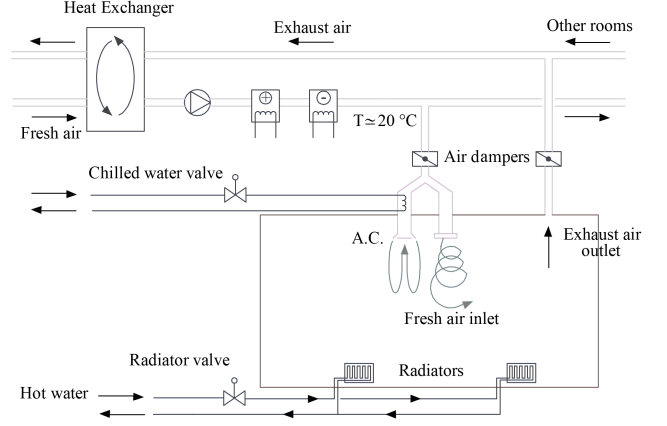 Heat Exchanger
Exhaust air
Other rooms
+
-
T≃20 °C
Fresh air
Air dampers
Chilled water valve
A.C.
Exhaust air
outlet
Fresh air inlet
Radiator valve
Radiators
Hot water